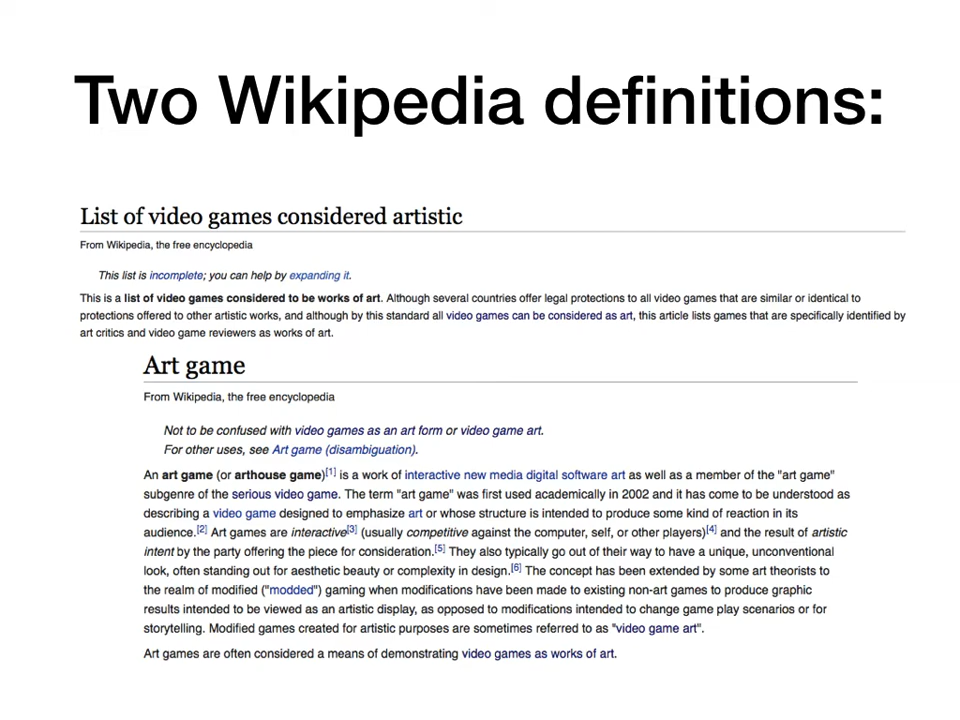 Two Wikipedia definitions:
List of video games considered artistic
From Wikipedia, the free encyclopedia
This list is incomplete; you can help by expanding it.
This is a list of video games considered to be works of art. Although several countries offer legal protections to all video games that are similar or identical to
protections offered to other artistic works, and although by this standard all video games can be considered as art, this article lists games that are specifically identified by
art critics and video game reviewers as works of art.
Art game
From Wikipedia, the free encyclopedia
Not to be confused with video games as an art form or video game art.
For other uses, see Art game (disambiguation).
An art game (or arthouse game)[1] is a work of interactive new media digital software art as well as a member of the "art game"
subgenre of the serious video game. The term "art game" was first used academically in 2002 and it has come to be understood as
describing a video game designed to emphasize art or whose structure is intended to produce some kind of reaction in its
audience.[2] Art games are interactive[3] (usually competitive against the computer, self, or other players)[4] and the result of artistic
intent by the party offering the piece for consideration.[5] They also typically go out of their way to have a unique, unconventional
look, often standing out for aesthetic beauty or complexity in design.[6] The concept has been extended by some art theorists to
the realm of modified ("modded") gaming when modifications have been made to existing non-art games to produce graphic
results intended to be viewed as an artistic display, as opposed to modifications intended to change game play scenarios or for
storytelling. Modified games created for artistic purposes are sometimes referred to as "video game art".
Art games are often considered a means of demonstrating video games as works of art.